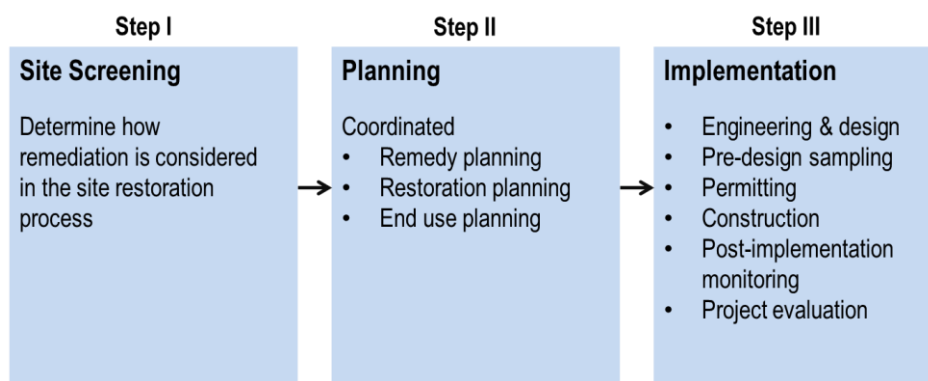 Step I
Site Screening
Determine how
remediation is considered
in the site restoration
process
Step II
Planning
Coordinated
• Remedy planning
• Restoration planning
• End use planning
Step III
Implementation
• Engineering & design
• Pre-design sampling
• Permitting
• Construction
• Post-implementation
monitoring
• Project evaluation